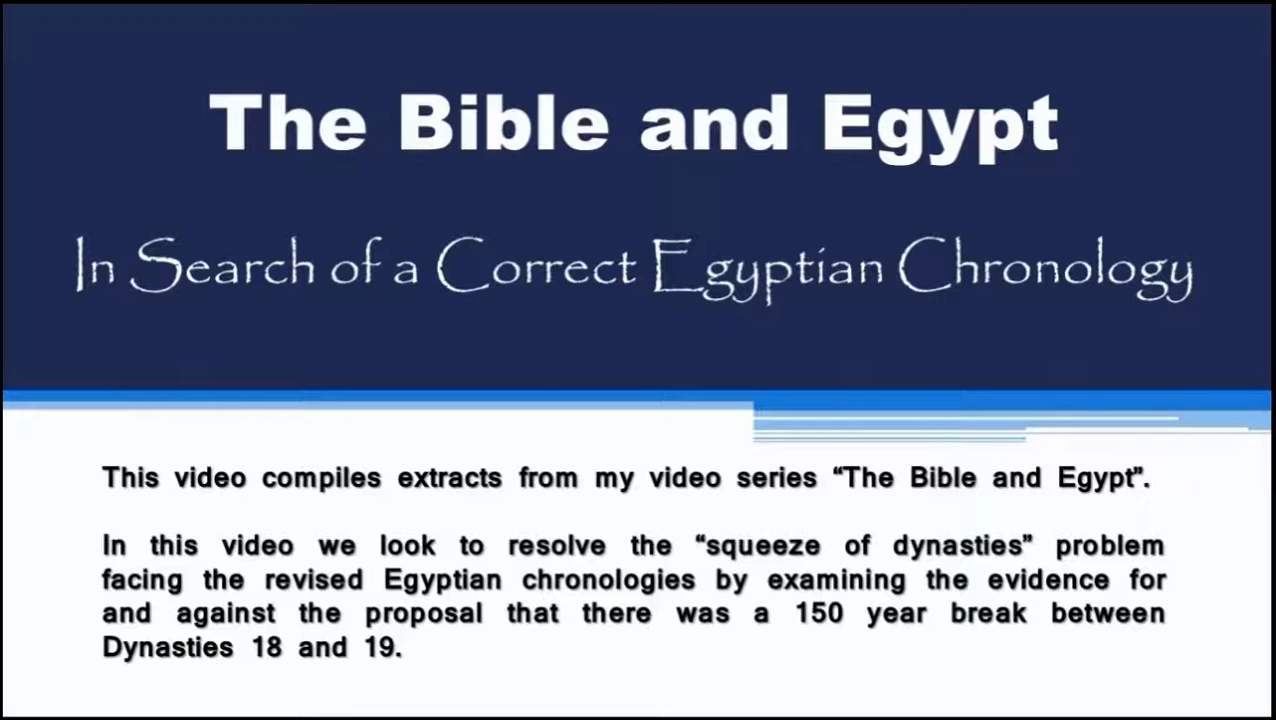 The Bible and Egypt
In Search of a Correct Egyptian Chronology
This video compiles extracts from my video series “The Bible and Egypt”.
In this video we look to resolve the “squeeze of dynasties” problem
facing the revised Egyptian chronologies by examining the evidence for
and against the proposal that there was a 150 year break between
Dynasties 18 and 19.